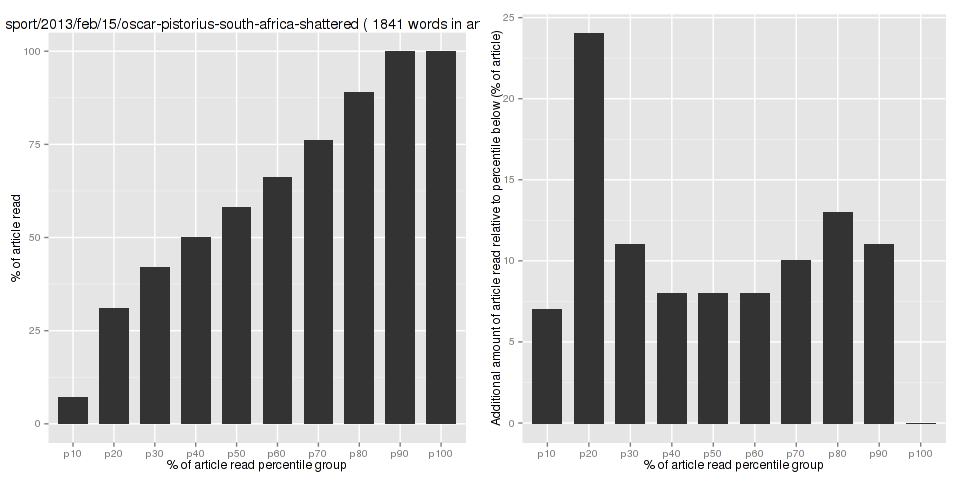 sport/2013/feb/15/oscar-pistorius-south-africa-shattered ( 1841 words in ar
% of article read
100
75
50
25
0
p10 p20 p30 p40 p50 p60 p70 p80 p90 p100
% of article read percentile group
Additional amount of article read relative to percentile below (% of article)
25
20
15
10
5
0
p10 p20 p30 p40 p50 p60 p70 p80 p90 p100
% of article read percentile group